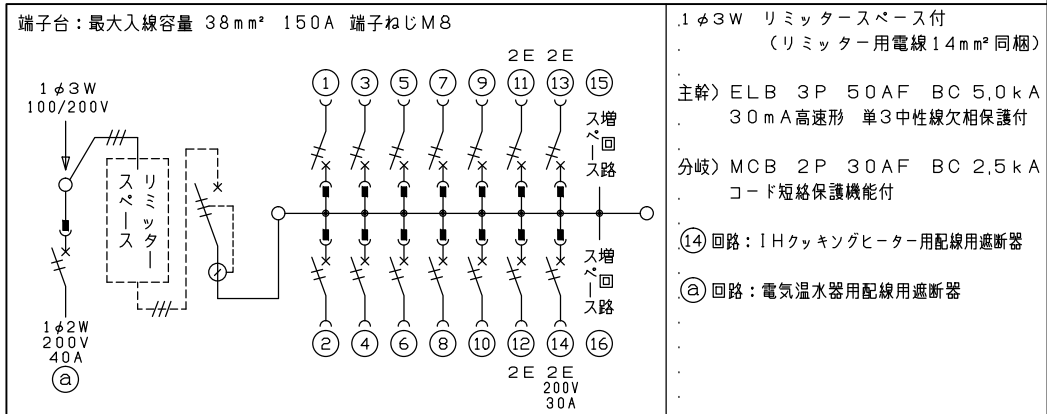 端子台：最大入線容量 38mm² 150A 端子ねじM8
1φ3W
100/200V
リミッター
スペース
1φ2W
200V
40A
ⓐ
2E 2E
① ③ ⑤ ⑦ ⑨ ⑪ ⑬ ⑮
増回路
スペース
増回路
スペース
② ④ ⑥ ⑧ ⑩ ⑫ ⑭ ⑯
2E 2E
200V
30A
1φ3W リミッタースペース付
（リミッター用電線14mm²同梱）
主幹）ELB 3P 50AF BC 5,0kA
30mA高速形 単3中性線欠相保護付
分岐）MCB 2P 30AF BC 2,5kA
コード短絡保護機能付
⑭回路：IHクッキングヒーター用配線用遮断器
ⓐ回路：電気温水器用配線用遮断器